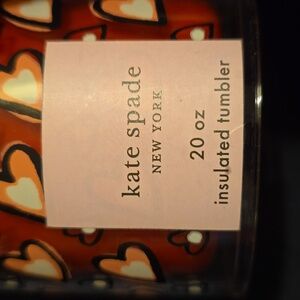 kate spade
NEW YORK
20 oz
insulated tumbler